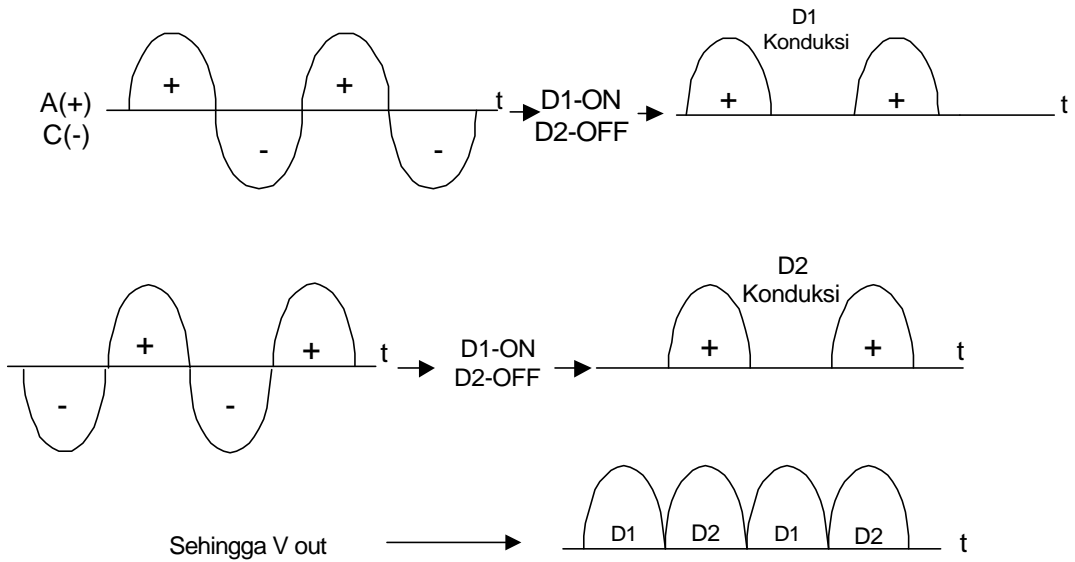 D1
Konduksi
+ + t
A(+)
C(-)
D1-ON
D2-OFF
+ + t
- -
D2
Konduksi
+ + t
D1-ON
D2-OFF
+ + t
- -
Sehingga V out
D1 D2 D1 D2 t